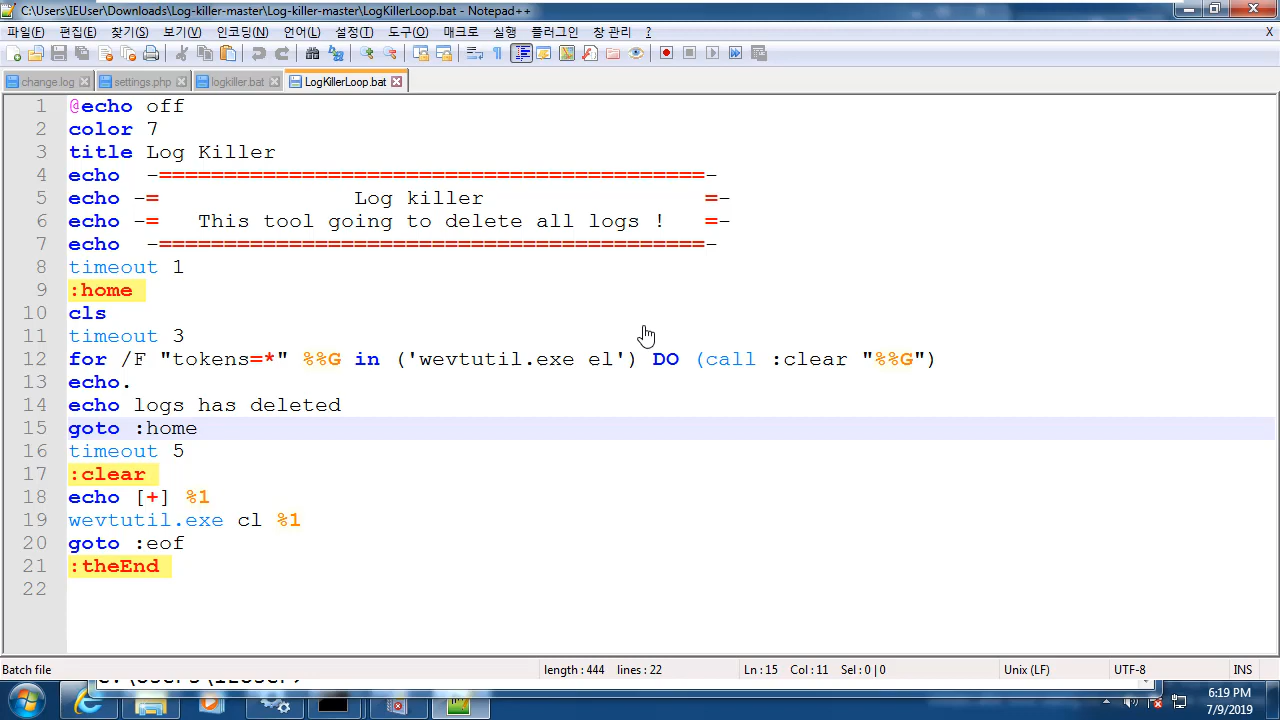 C:\Users\IEUser\Downloads\Log-killer-master\Log-killer-master\LogKillerLoop.bat - Notepad++
파일(F) 편집(E) 찾기(S) 보기(V) 인코딩(N) 언어(L) 설정(T) 도구(O) 매크로 실행 플러그인 창 관리 ? X
change.log settings.php logkiller.bat LogKillerLoop.bat
1 @echo off
2 color 7
3 title Log Killer
4 echo -==========================================-
5 echo -= Log killer =-
6 echo -= This tool going to delete all logs ! =-
7 echo -==========================================-
8 timeout 1
9 :home
10 cls
11 timeout 3
12 for /F "tokens=*" %%G in ('wevtutil.exe el') DO (call :clear "%%G")
13 echo.
14 echo logs has deleted
15 goto :home
16 timeout 5
17 :clear
18 echo [+] %1
19 wevtutil.exe cl %1
20 goto :eof
21 :theEnd
22
Batch file length : 444 lines : 22 Ln : 15 Col : 11 Sel : 0 | 0 Unix (LF) UTF-8 INS
C:\Users\IEUser>
6:19 PM
7/9/2019